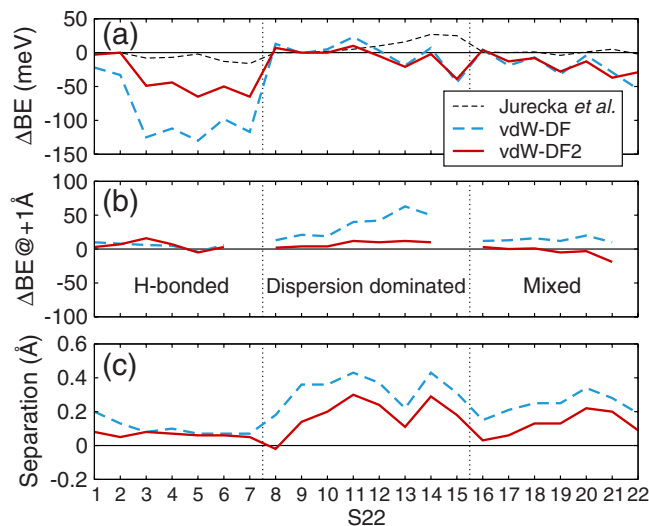 (a)
ΔBE (meV)
50
0
-50
-100
-150
Jurecka et al.
vdW-DF
vdW-DF2
(b)
ΔBE@+1Å
100
50
0
-50
-100
H-bonded
Dispersion dominated
Mixed
(c)
Separation (Å)
0.6
0.4
0.2
0
-0.2
1 2 3 4 5 6 7 8 9 10 11 12 13 14 15 16 17 18 19 20 21 22
S22